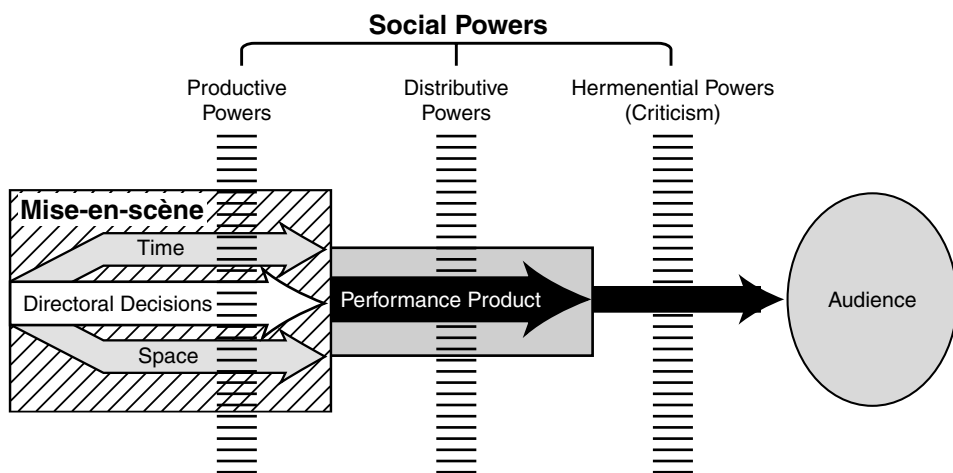 Social Powers
Productive
Powers
Distributive
Powers
Hermenential Powers
(Criticism)
Mise-en-scène
Time
Directoral Decisions
Space
Performance Product
Audience